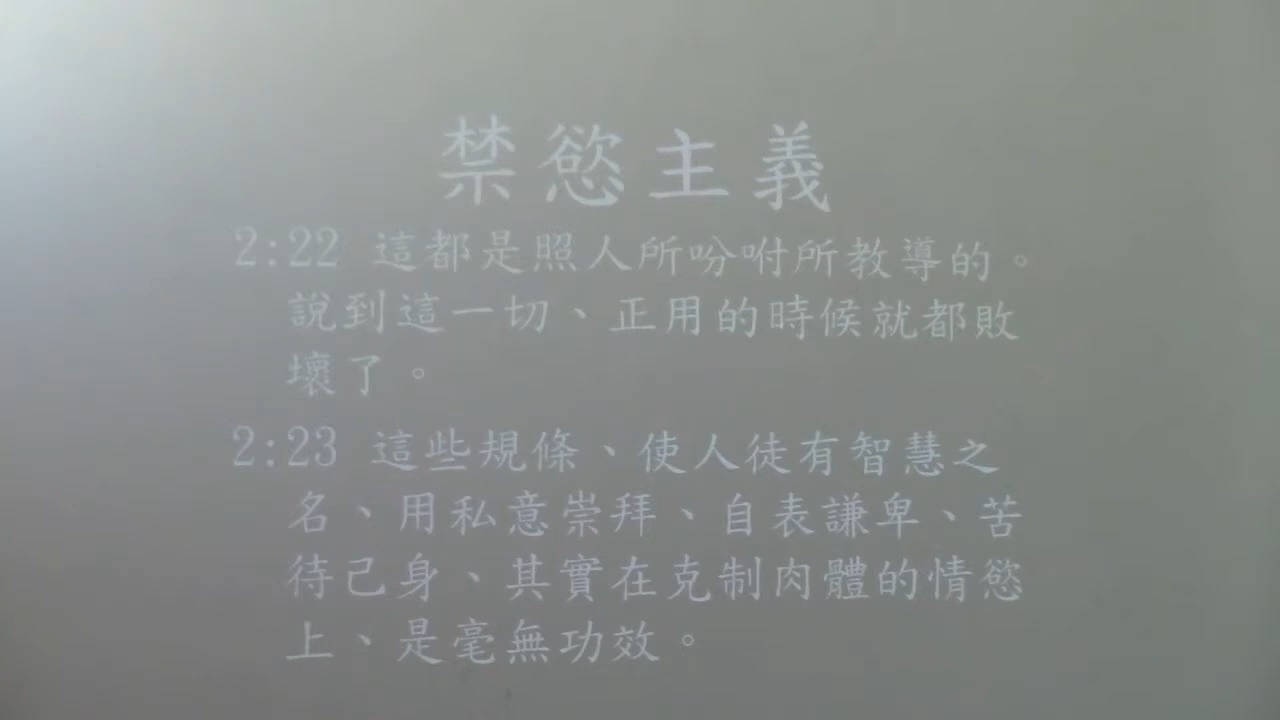 禁慾主義
2:22 這都是照人所吩咐所教導的。
說到這一切、正用的時候就都敗
壞了。
2:23 這些規條、使人徒有智慧之
名、用私意崇拜、自表謙卑、苦
待己身、其實在克制肉體的情慾
上、是毫無功效。